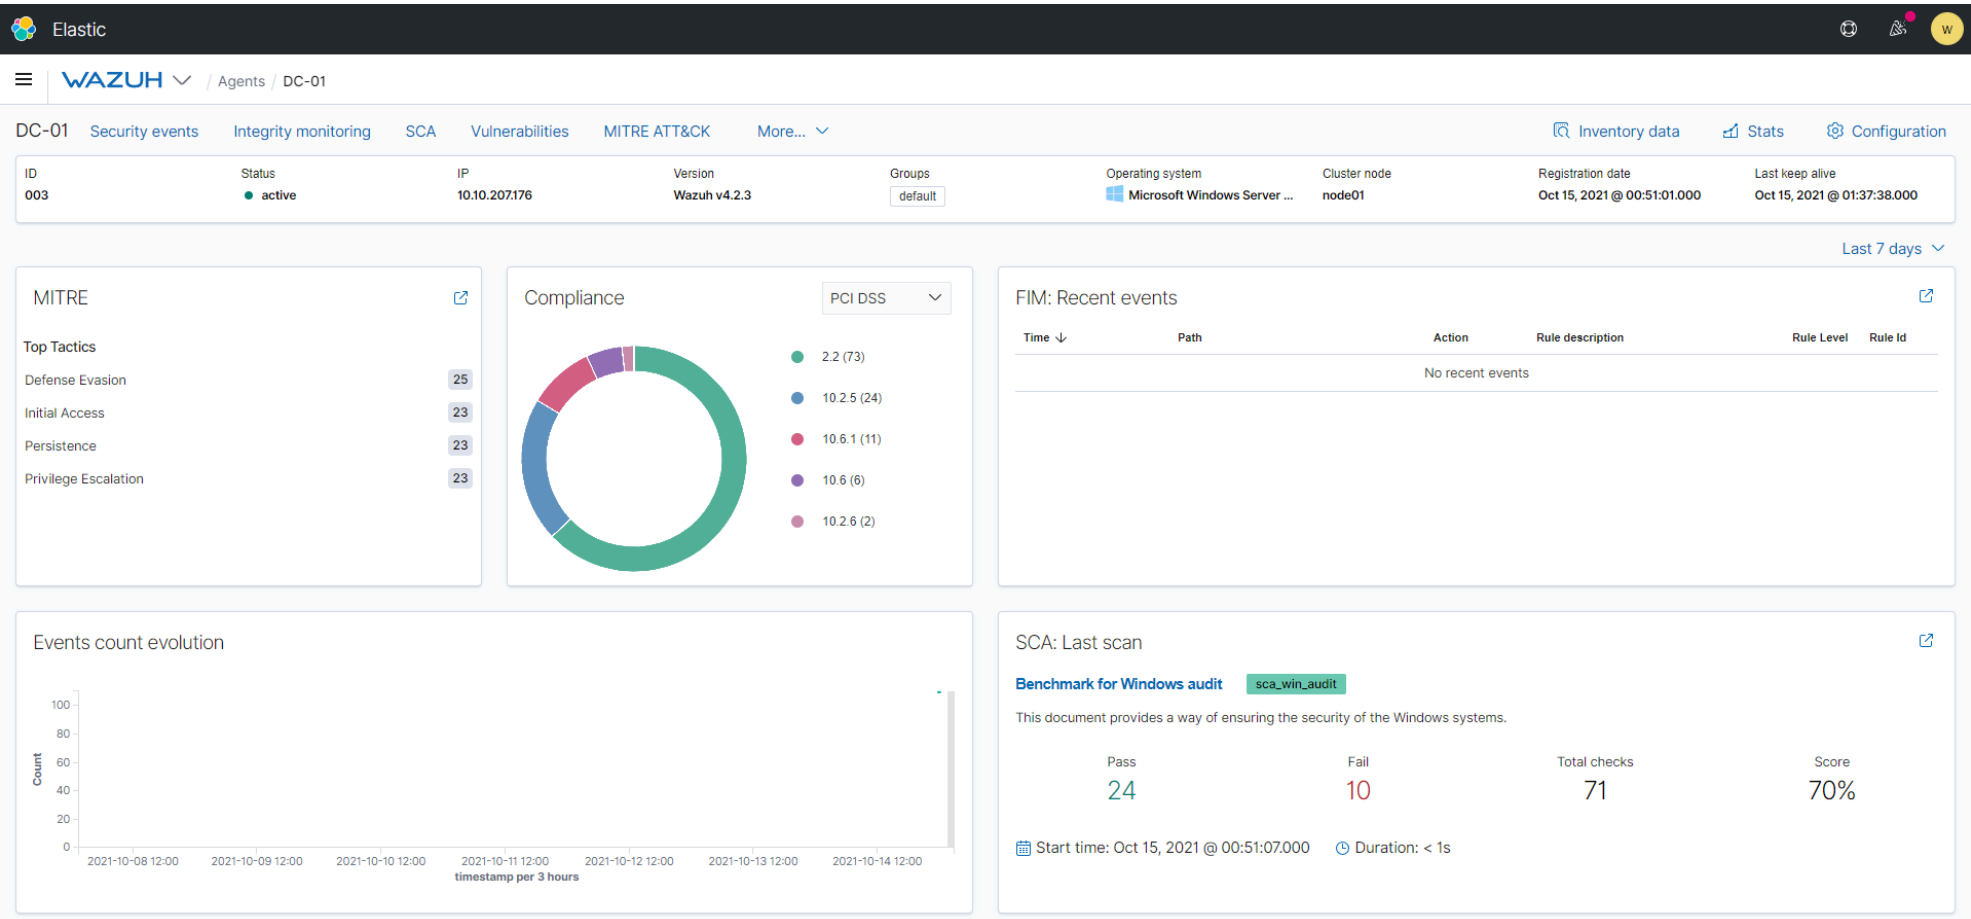 Elastic
W
WAZUH / Agents / DC-01
DC-01 Security events Integrity monitoring SCA Vulnerabilities MITRE ATT&CK More... Inventory data Stats Configuration
ID Status IP Version Groups Operating system Cluster node Registration date Last keep alive
003 active 10.10.207.176 Wazuh v4.2.3 default Microsoft Windows Server ... node01 Oct 15, 2021 @ 00:51:01.000 Oct 15, 2021 @ 01:37:38.000
Last 7 days
MITRE
Top Tactics
Defense Evasion 25
Initial Access 23
Persistence 23
Privilege Escalation 23
Compliance PCI DSS
2.2 (73)
10.2.5 (24)
10.6.1 (11)
10.6 (6)
10.2.6 (2)
FIM: Recent events
Time Path Action Rule description Rule Level Rule Id
No recent events
Events count evolution
Count
100
80
60
40
20
0
2021-10-08 12:00 2021-10-09 12:00 2021-10-10 12:00 2021-10-11 12:00 2021-10-12 12:00 2021-10-13 12:00 2021-10-14 12:00
timestamp per 3 hours
SCA: Last scan
Benchmark for Windows audit sca_win_audit
This document provides a way of ensuring the security of the Windows systems.
Pass Fail Total checks Score
24 10 71 70%
Start time: Oct 15, 2021 @ 00:51:07.000 Duration: < 1s